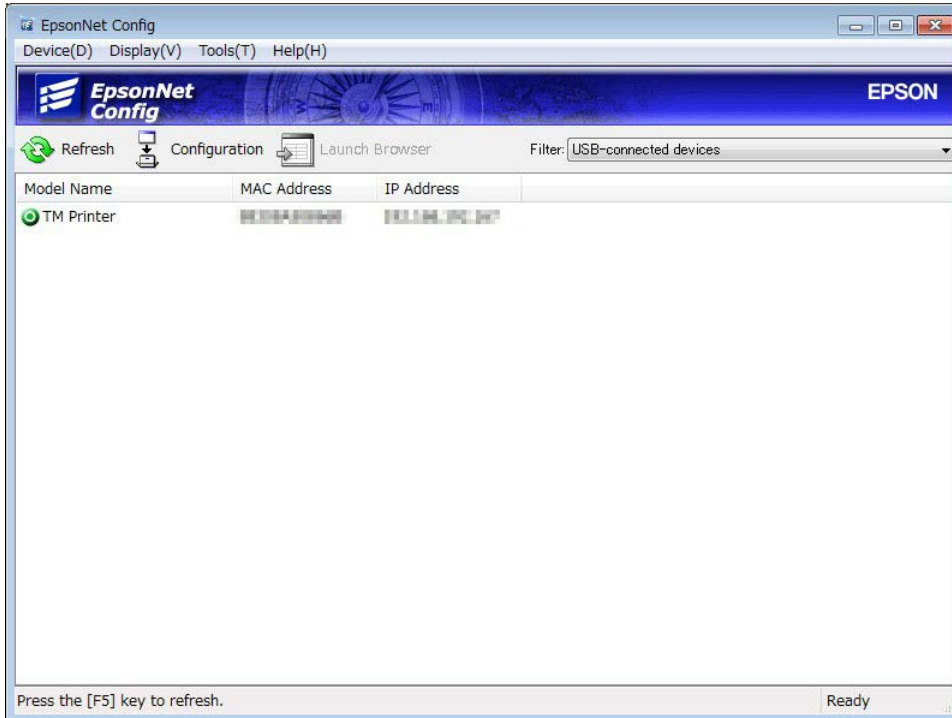 EpsonNet Config
Device(D) Display(V) Tools(T) Help(H)
EpsonNet
Config
EPSON
Refresh Configuration Launch Browser Filter: USB-connected devices
Model Name MAC Address IP Address
TM Printer
Press the [F5] key to refresh. Ready